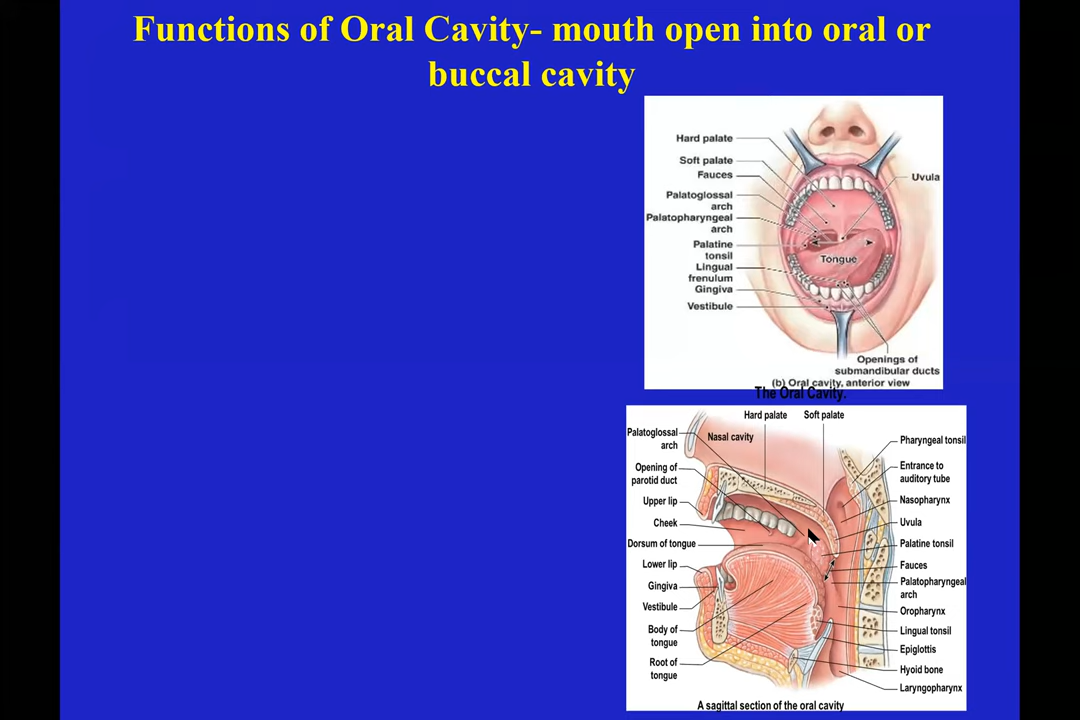 Functions of Oral Cavity- mouth open into oral or
buccal cavity
Hard palate
Soft palate
Fauces
Uvula
Palatoglossal
arch
Palatopharyngeal
arch
Palatine
tonsil
Tongue
Lingual
frenulum
Gingiva
Vestibule
Openings of
submandibular ducts
(b) Oral cavity, anterior view
The Oral Cavity.
Hard palate
Soft palate
Palatoglossal
arch
Nasal cavity
Opening of
parotid duct
Upper lip
Cheek
Dorsum of tongue
Lower lip
Gingiva
Vestibule
Body of
tongue
Root of
tongue
Pharyngeal tonsil
Entrance to
auditory tube
Nasopharynx
Uvula
Palatine tonsil
Fauces
Palatopharyngeal
arch
Oropharynx
Lingual tonsil
Epiglottis
Hyoid bone
Laryngopharynx
A sagittal section of the oral cavity